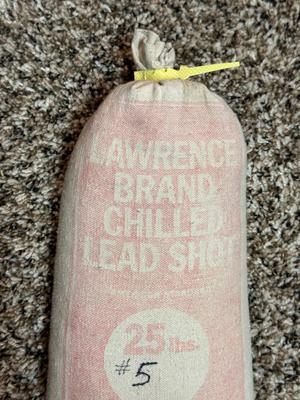 LAWRENCE
BRAND
CHILLED
LEAD SHOT
25 lbs.
#5